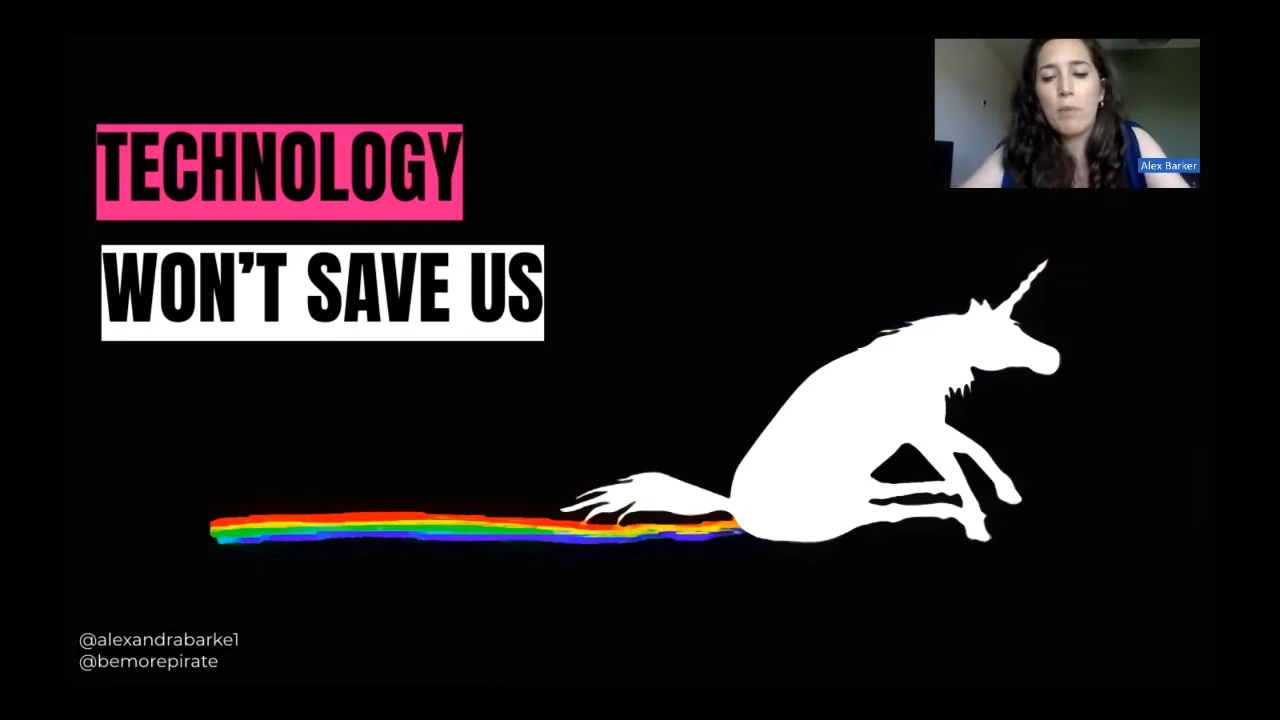 TECHNOLOGY
WON’T SAVE US
Alex Barker
@alexandrabarke1
@bemorepirate